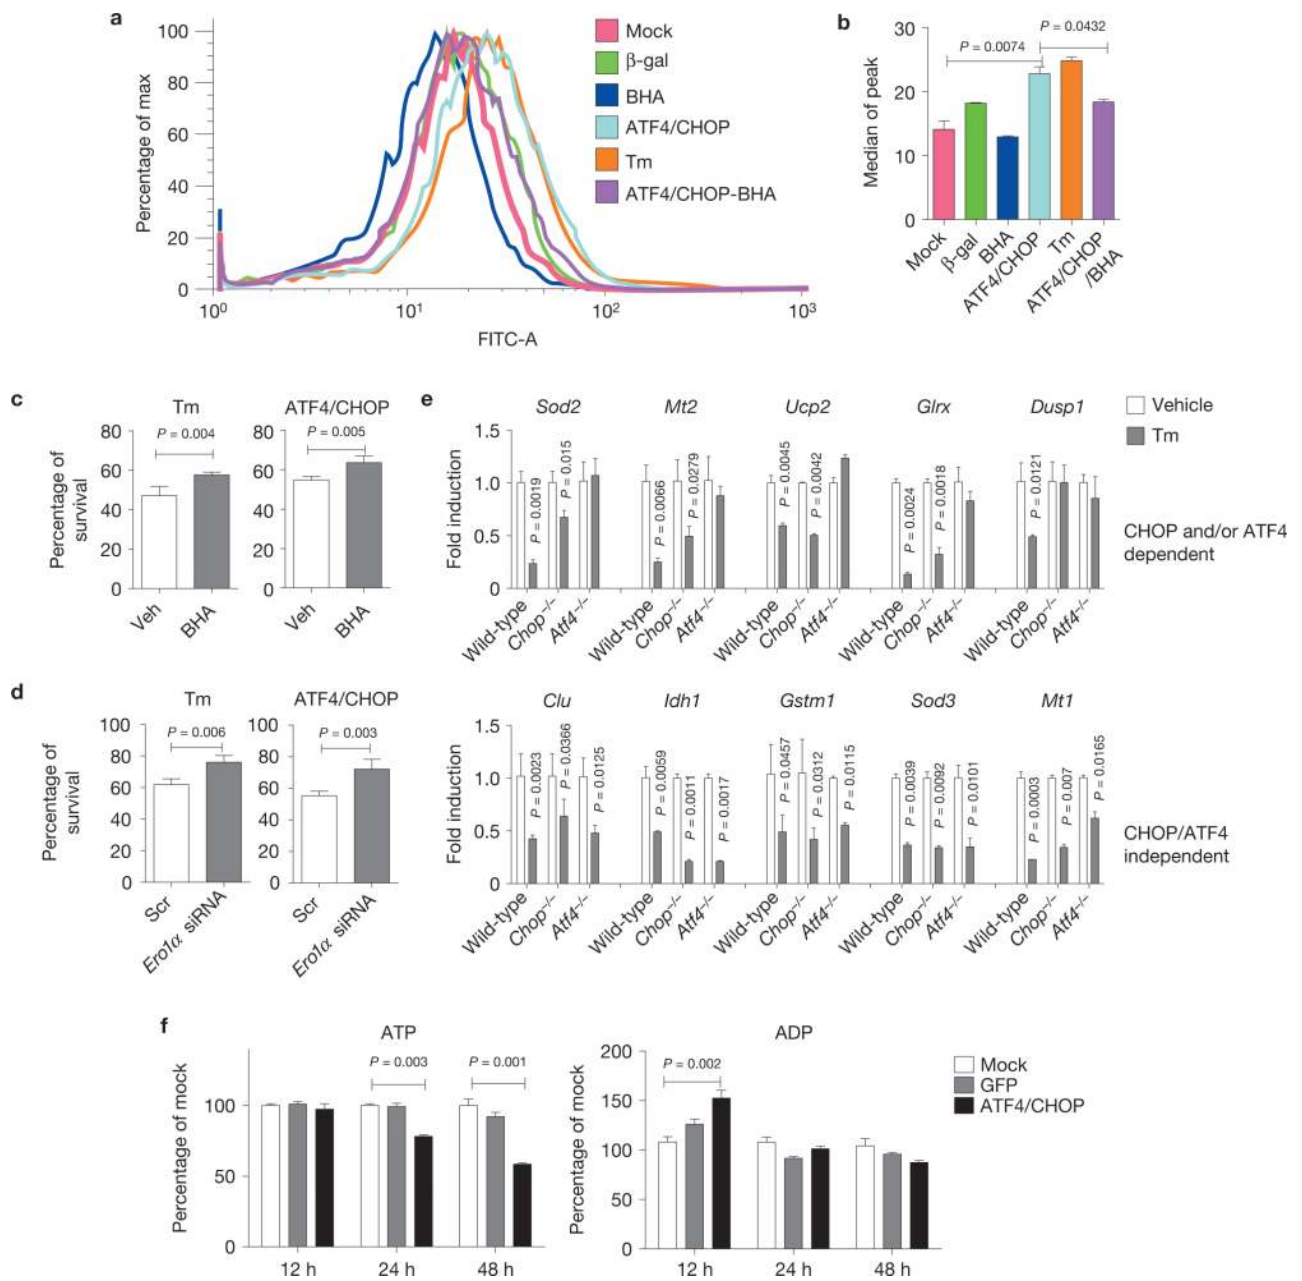 a
Percentage of max
100
80
60
40
20
0
10⁰
10¹
10²
10³
FITC-A
Mock
β-gal
BHA
ATF4/CHOP
Tm
ATF4/CHOP-BHA
b
P = 0.0432
P = 0.0074
Median of peak
30
20
10
0
Mock
β-gal
BHA
ATF4/CHOP
Tm
ATF4/CHOP
/BHA
c
Tm
ATF4/CHOP
Percentage of
survival
80
60
40
20
0
P = 0.004
Veh
BHA
80
60
40
20
0
P = 0.005
Veh
BHA
d
Tm
ATF4/CHOP
Percentage of
survival
100
80
60
40
20
0
P = 0.006
Scr
Ero1α siRNA
100
80
60
40
20
0
P = 0.003
Scr
Ero1α siRNA
e
Sod2
Mt2
Ucp2
Glrx
Dusp1
Vehicle
Tm
Fold induction
1.5
1.0
0.5
0
P = 0.0019
P = 0.015
P = 0.0066
P = 0.0279
P = 0.0045
P = 0.0042
P = 0.0024
P = 0.0018
P = 0.0121
Wild-type
Chop⁻/⁻
Atf4⁻/⁻
Wild-type
Chop⁻/⁻
Atf4⁻/⁻
Wild-type
Chop⁻/⁻
Atf4⁻/⁻
Wild-type
Chop⁻/⁻
Atf4⁻/⁻
Wild-type
Chop⁻/⁻
Atf4⁻/⁻
CHOP and/or ATF4
dependent
Clu
Idh1
Gstm1
Sod3
Mt1
Fold induction
1.5
1.0
0.5
0
P = 0.0023
P = 0.0366
P = 0.0125
P = 0.0059
P = 0.0011
P = 0.0017
P = 0.0457
P = 0.0312
P = 0.0115
P = 0.0039
P = 0.0092
P = 0.0101
P = 0.0003
P = 0.007
P = 0.0165
Wild-type
Chop⁻/⁻
Atf4⁻/⁻
Wild-type
Chop⁻/⁻
Atf4⁻/⁻
Wild-type
Chop⁻/⁻
Atf4⁻/⁻
Wild-type
Chop⁻/⁻
Atf4⁻/⁻
Wild-type
Chop⁻/⁻
Atf4⁻/⁻
CHOP/ATF4
independent
f
ATP
Percentage of mock
100
50
0
P = 0.003
P = 0.001
12 h
24 h
48 h
ADP
Percentage of mock
200
150
100
50
0
P = 0.002
12 h
24 h
48 h
Mock
GFP
ATF4/CHOP